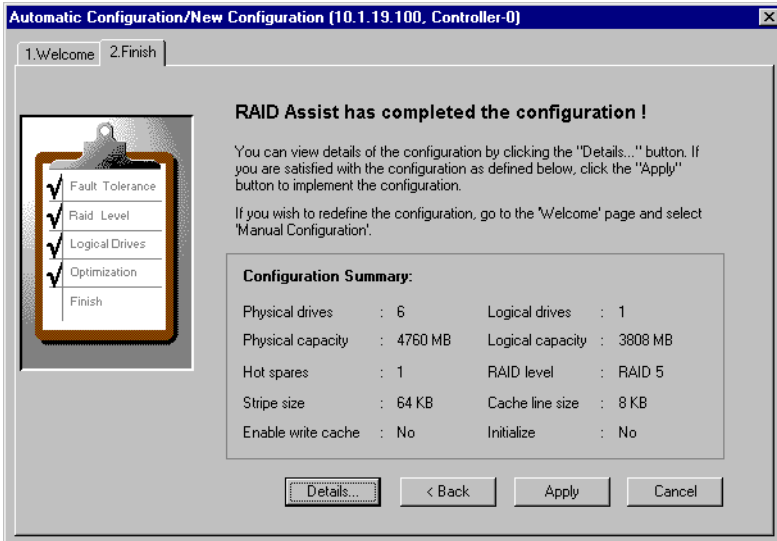 Automatic Configuration/New Configuration (10.1.19.100, Controller-0)
1.Welcome 2.Finish
Fault Tolerance
Raid Level
Logical Drives
Optimization
Finish
RAID Assist has completed the configuration !
You can view details of the configuration by clicking the "Details..." button. If
you are satisfied with the configuration as defined below, click the "Apply"
button to implement the configuration.
If you wish to redefine the configuration, go to the 'Welcome' page and select
'Manual Configuration'.
Configuration Summary:
Physical drives : 6 Logical drives : 1
Physical capacity : 4760 MB Logical capacity : 3808 MB
Hot spares : 1 RAID level : RAID 5
Stripe size : 64 KB Cache line size : 8 KB
Enable write cache : No Initialize : No
Details... < Back Apply Cancel